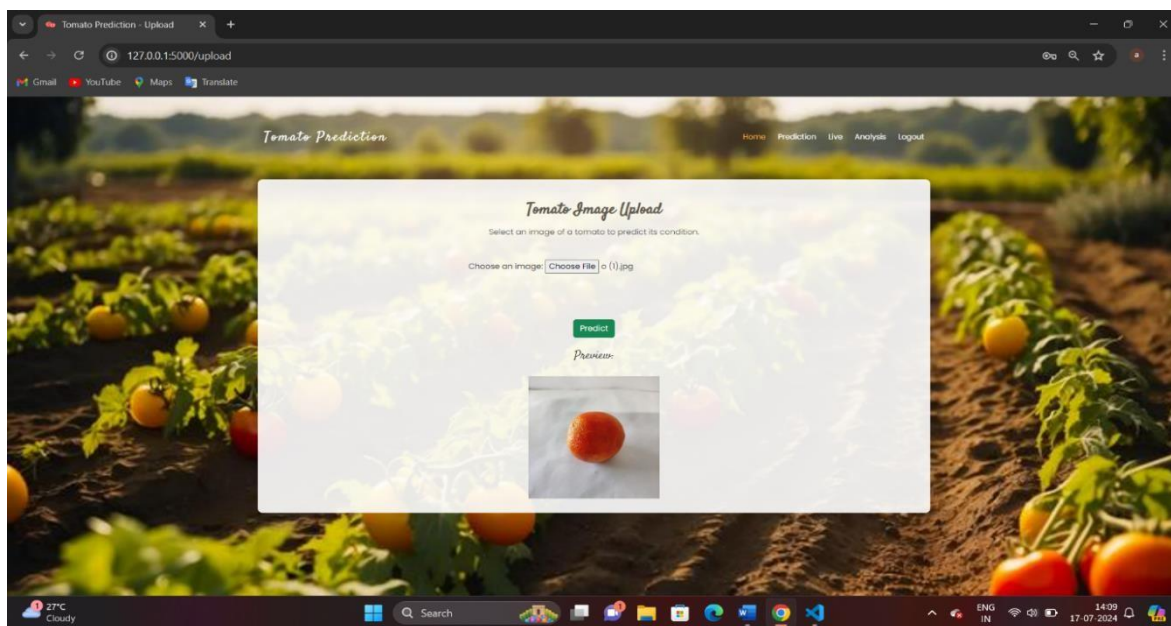 Tomato Prediction - Upload
127.0.0.1:5000/upload
a
Gmail YouTube Maps Translate
Tomato Prediction
Home Prediction Live Analysis Logout
Tomato Image Upload
Select an image of a tomato to predict its condition.
Choose an image: Choose File o (1).jpg
Predict
Preview:
1
27°C
Cloudy
Search
ENG
IN
14:09
17-07-2024